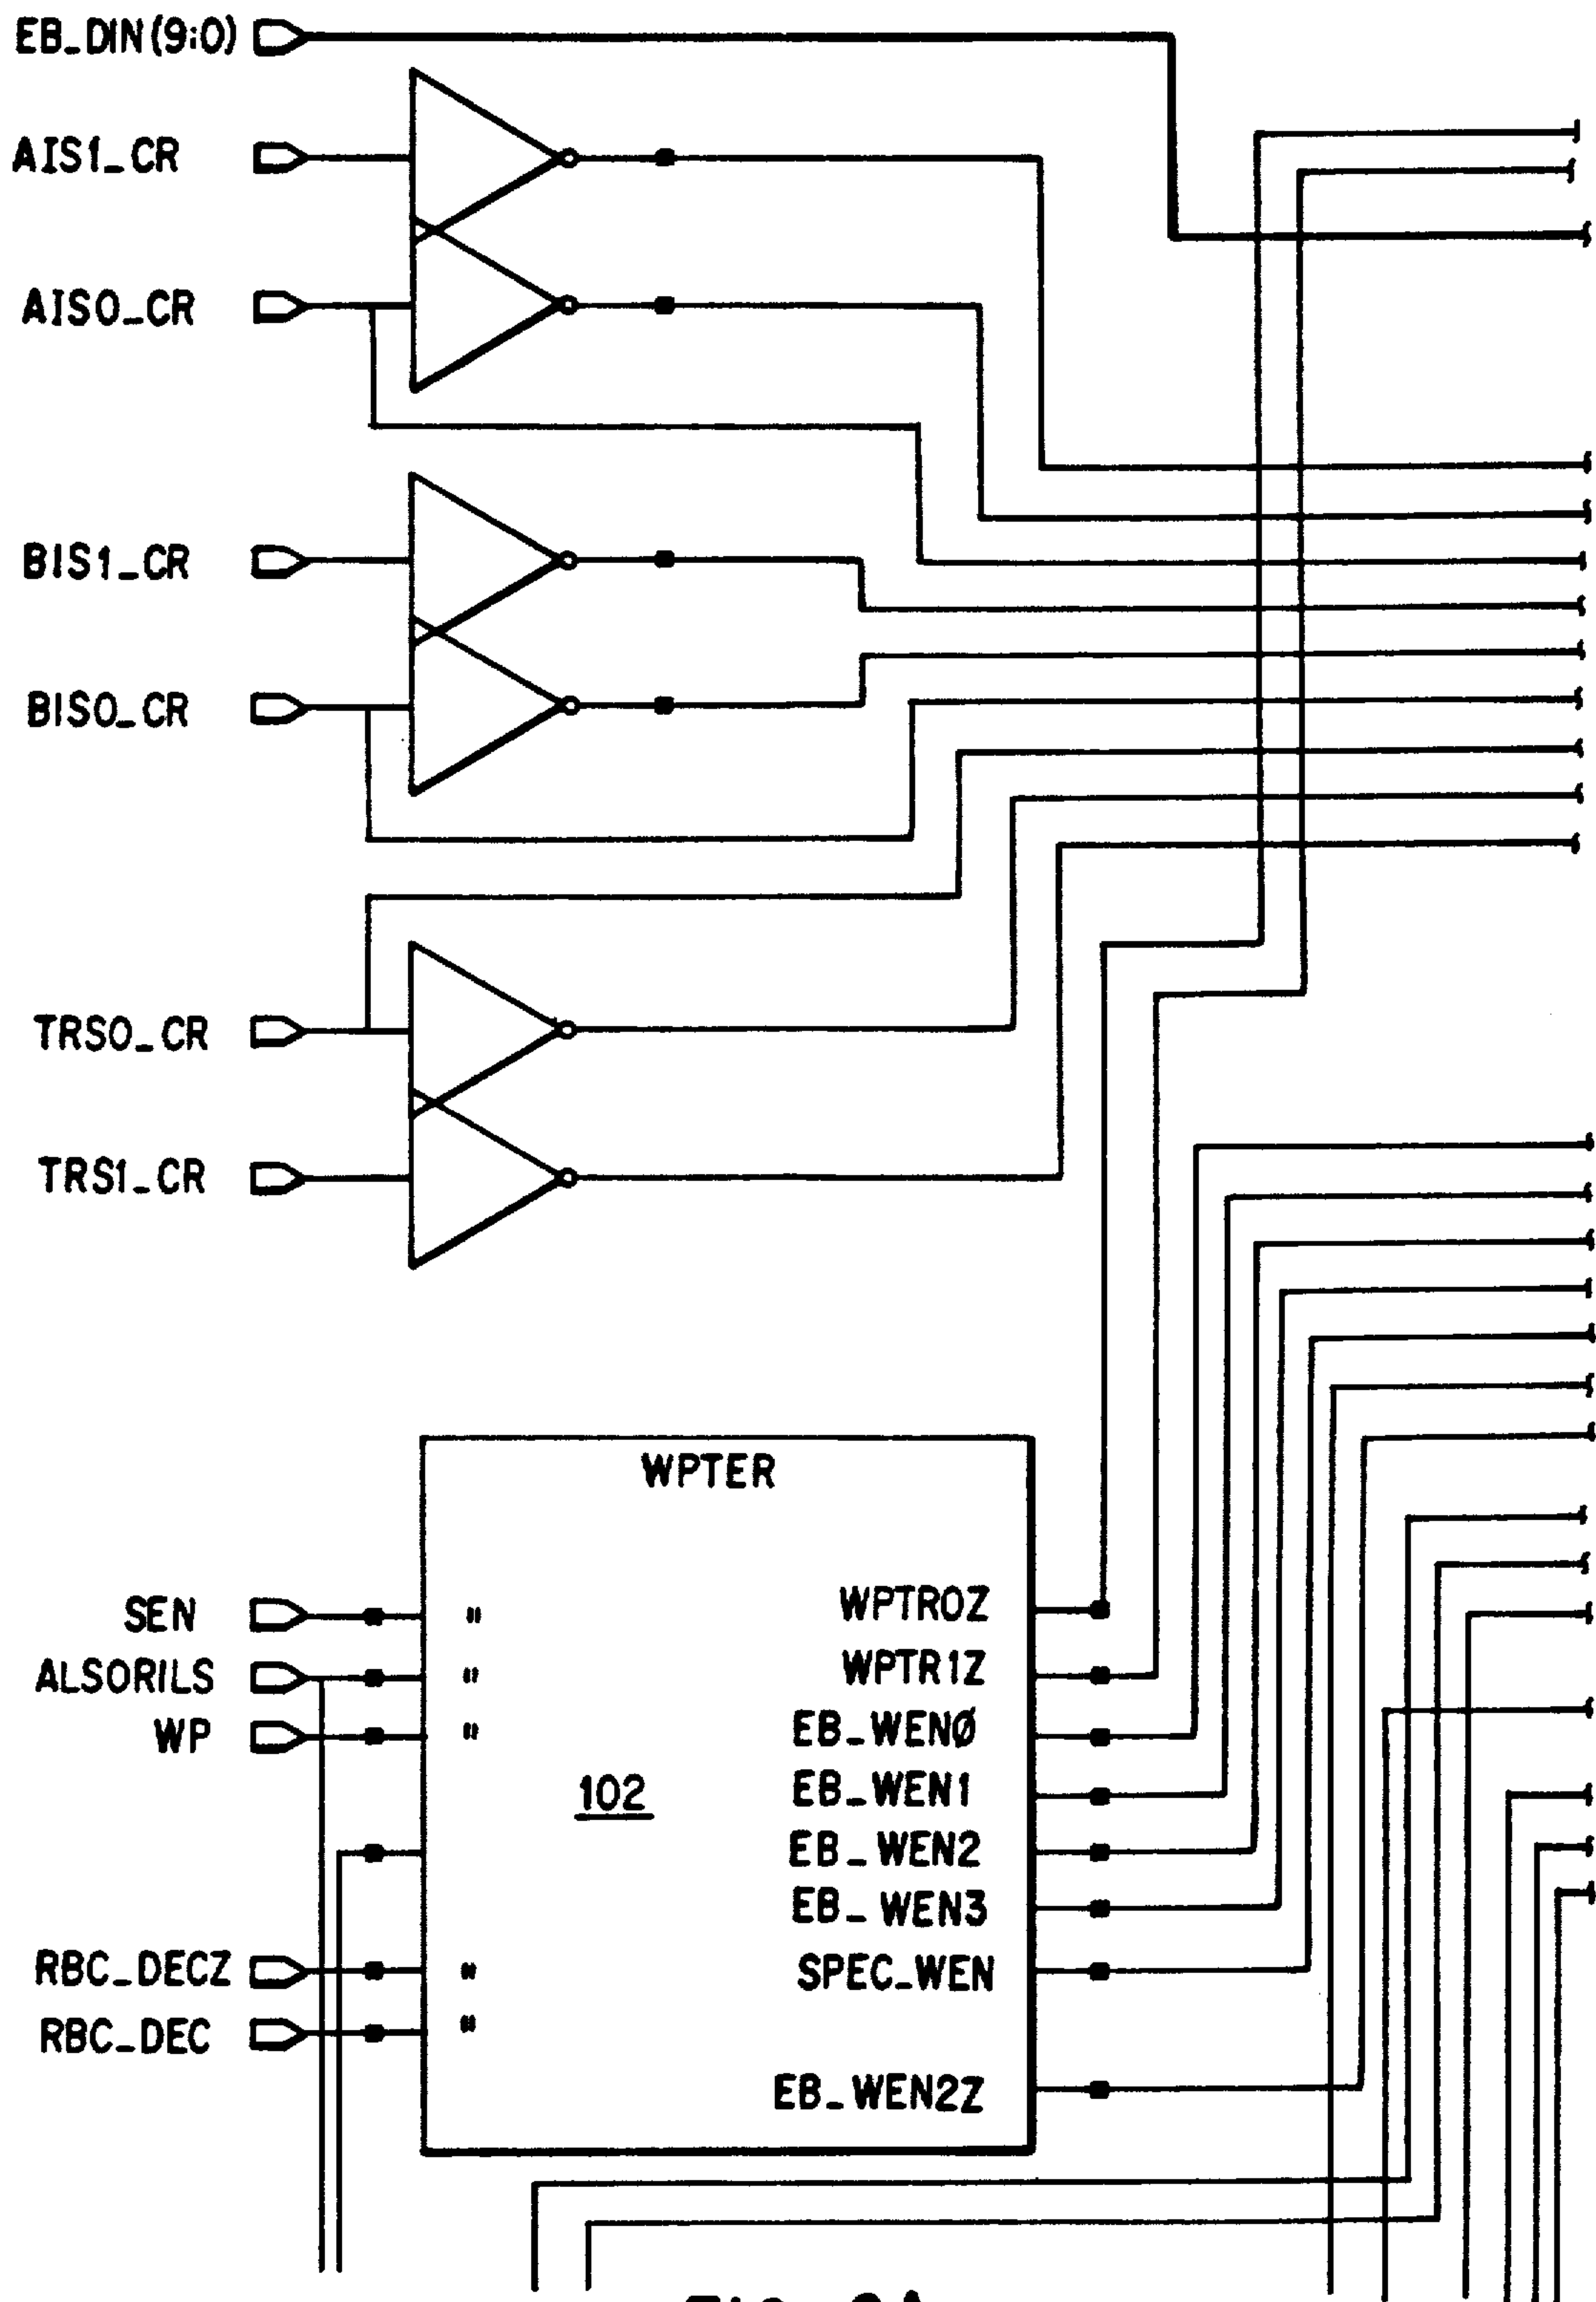 EB_DIN(9:0)
AIS1_CR
AIS0_CR
BIS1_CR
BIS0_CR
TRS0_CR
TRS1_CR
WPTER
SEN
ALSORILS
WP
RBC_DECZ
RBC_DEC
"
"
"
"
"
102
WPTR0Z
WPTR1Z
EB_WENØ
EB_WEN1
EB_WEN2
EB_WEN3
SPEC_WEN
EB_WEN2Z